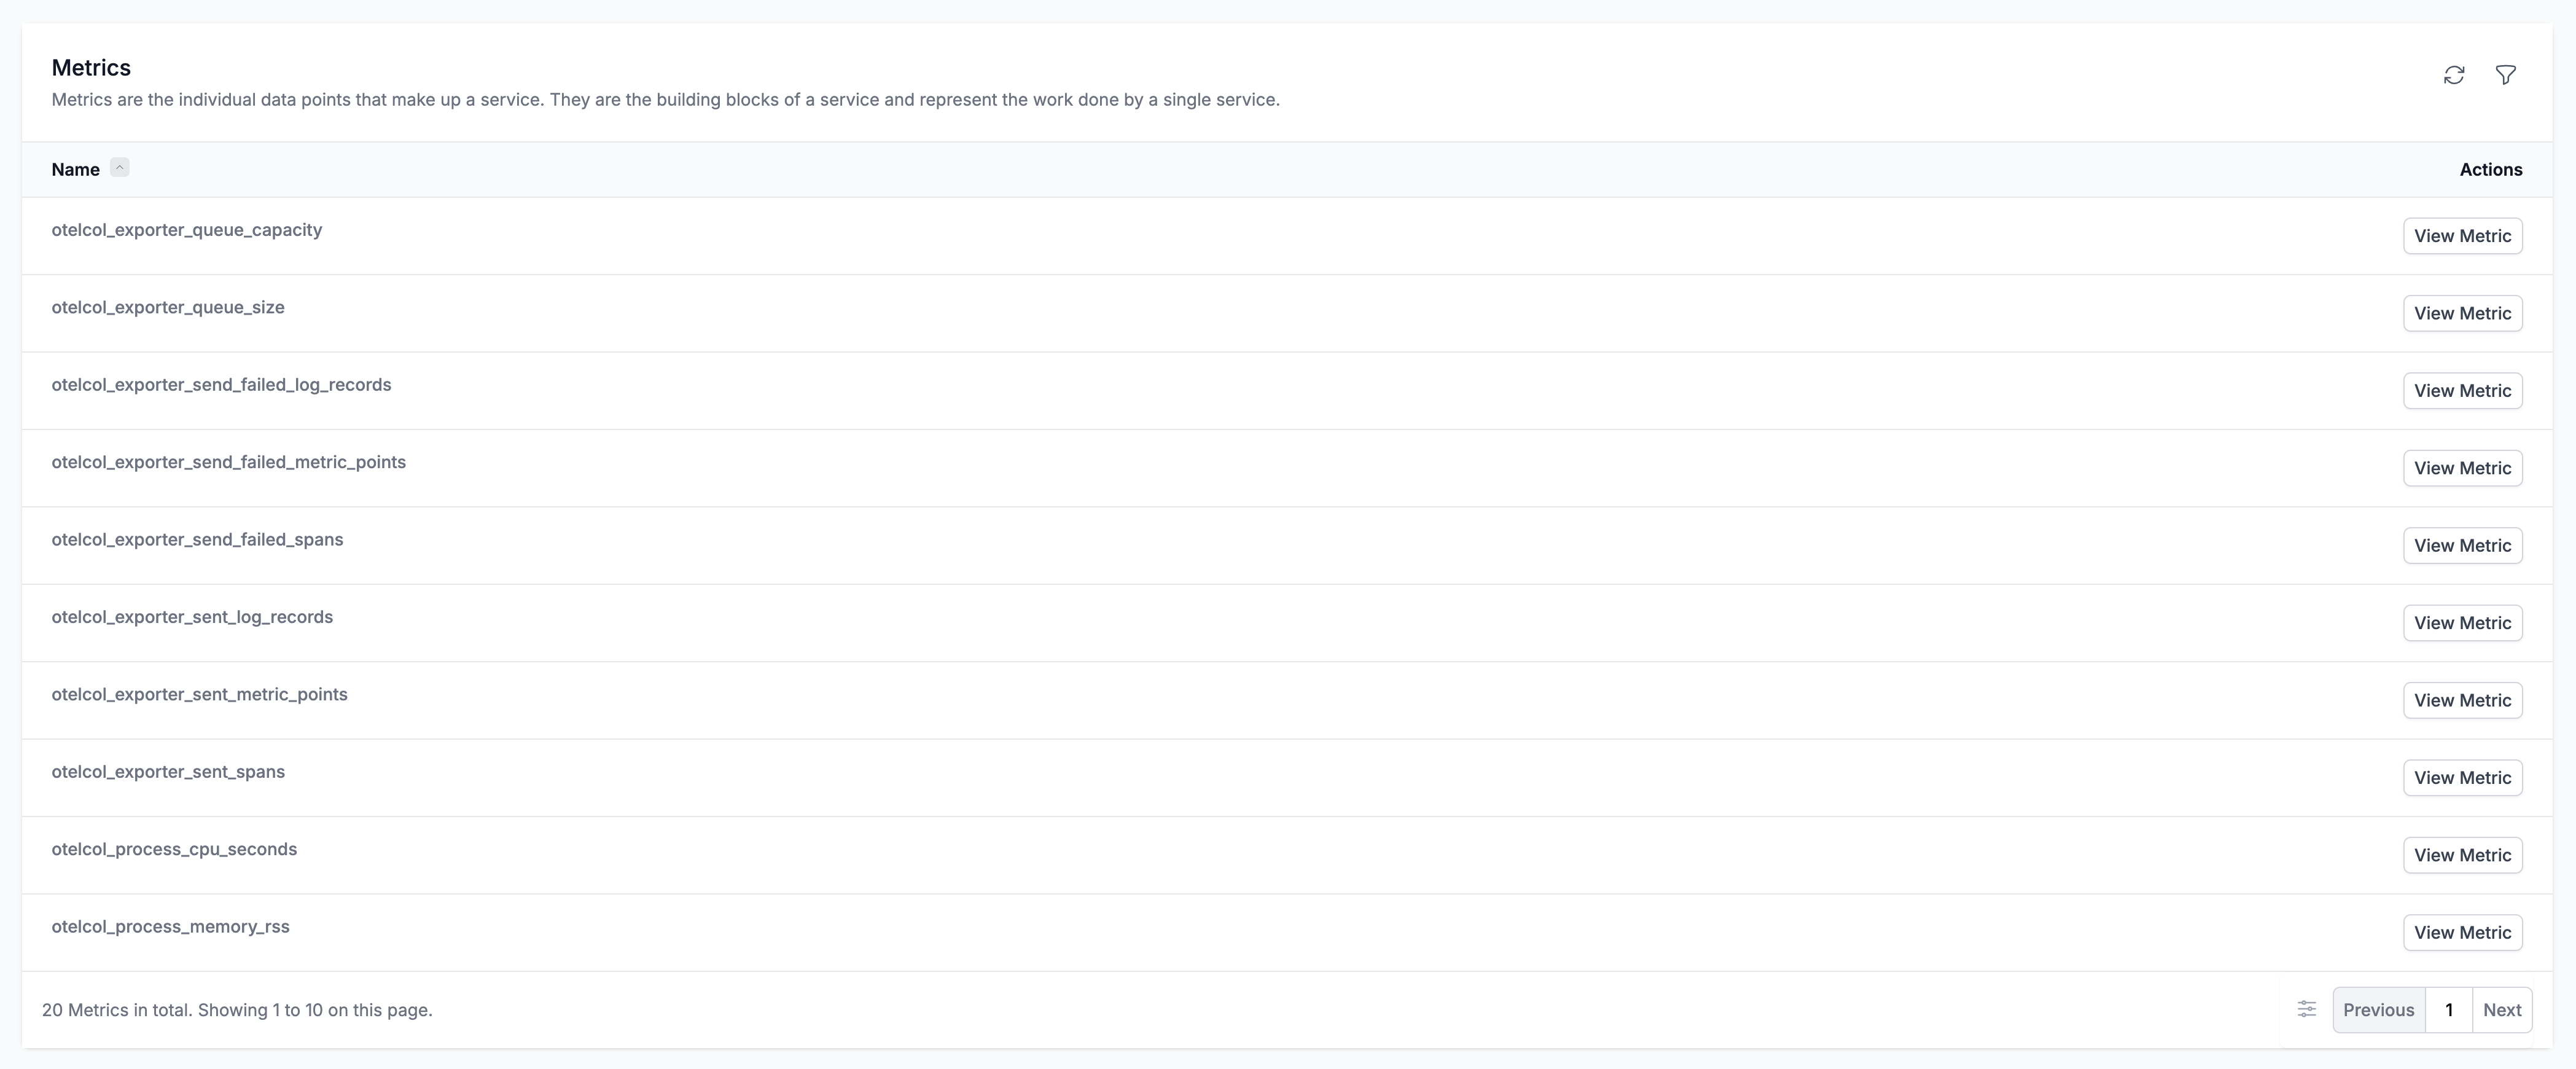 Metrics
Metrics are the individual data points that make up a service. They are the building blocks of a service and represent the work done by a single service.
Name Actions
otelcol_exporter_queue_capacity View Metric
otelcol_exporter_queue_size View Metric
otelcol_exporter_send_failed_log_records View Metric
otelcol_exporter_send_failed_metric_points View Metric
otelcol_exporter_send_failed_spans View Metric
otelcol_exporter_sent_log_records View Metric
otelcol_exporter_sent_metric_points View Metric
otelcol_exporter_sent_spans View Metric
otelcol_process_cpu_seconds View Metric
otelcol_process_memory_rss View Metric
20 Metrics in total. Showing 1 to 10 on this page. Previous 1 Next